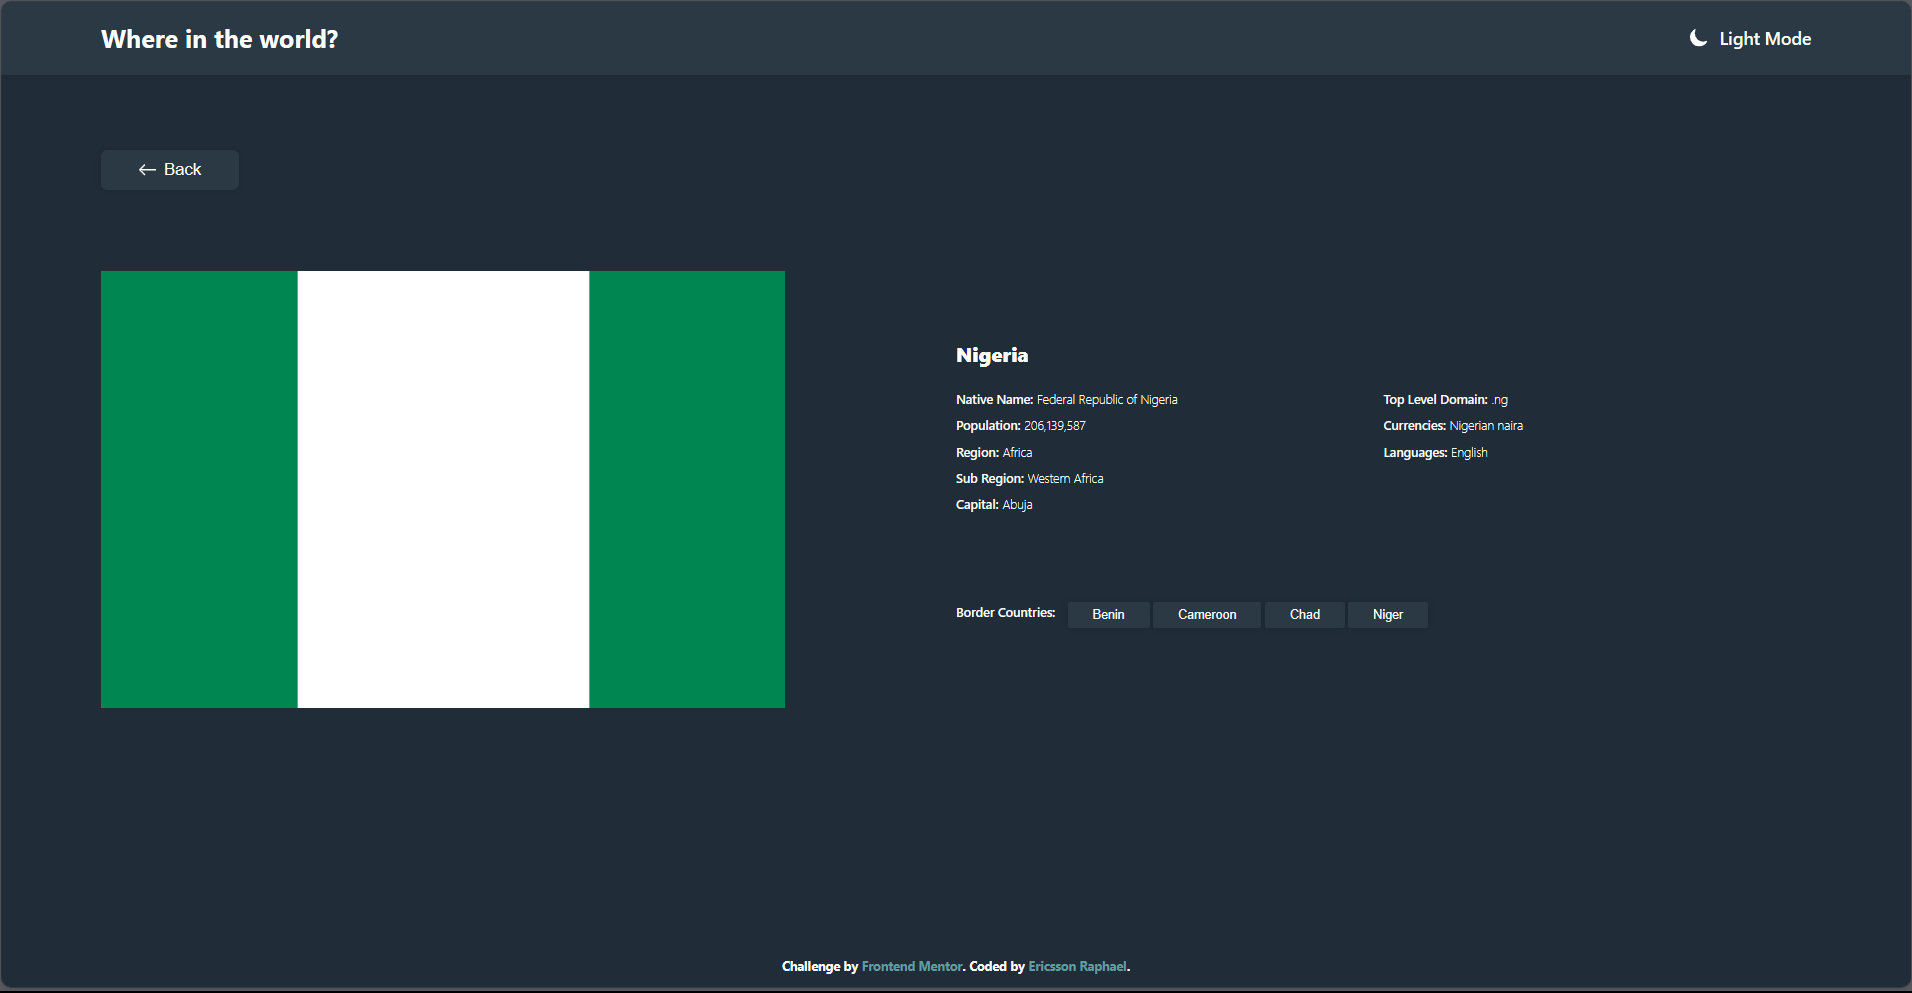 Where in the world?
Light Mode
Back
Nigeria
Native Name: Federal Republic of Nigeria
Population: 206,139,587
Region: Africa
Sub Region: Western Africa
Capital: Abuja
Top Level Domain: .ng
Currencies: Nigerian naira
Languages: English
Border Countries: Benin Cameroon Chad Niger
Challenge by Frontend Mentor. Coded by Ericsson Raphael.